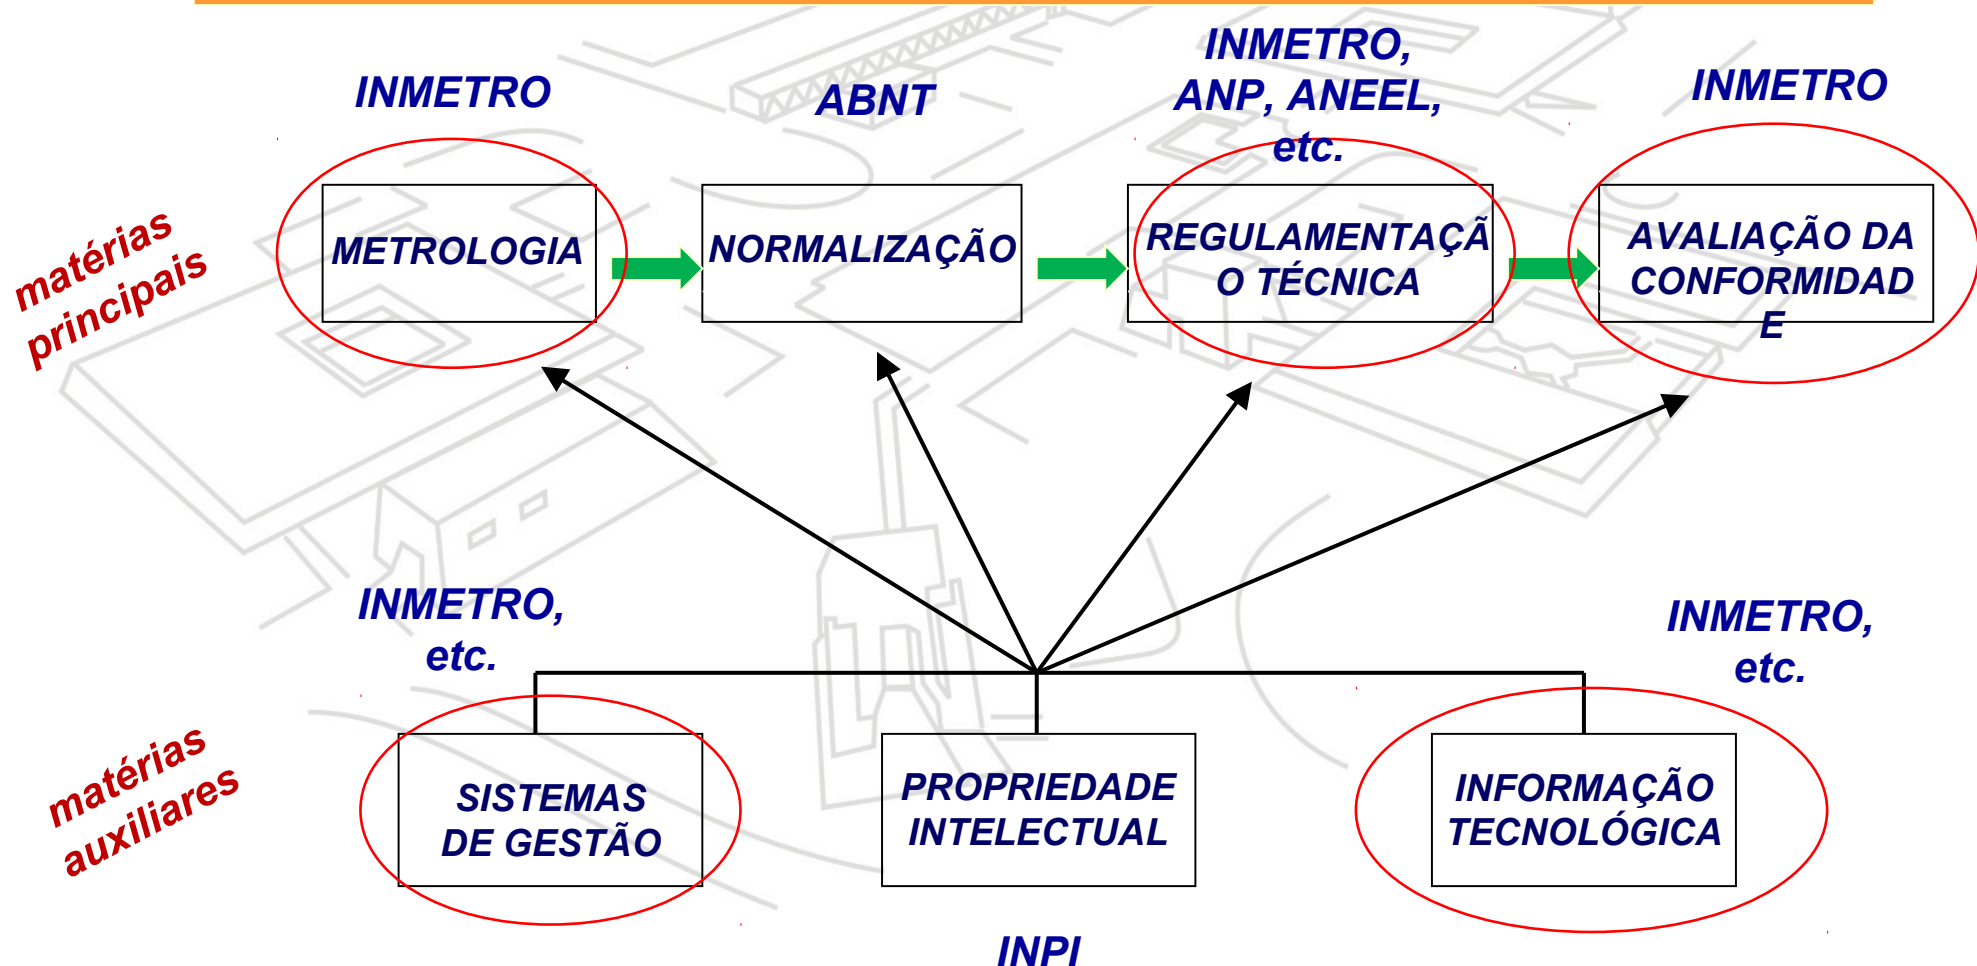 INMETRO
ABNT
INMETRO,
ANP, ANEEL,
etc.
INMETRO
matérias
principais
METROLOGIA
NORMALIZAÇÃO
REGULAMENTAÇÃ
O TÉCNICA
AVALIAÇÃO DA
CONFORMIDAD
E
INMETRO,
etc.
INMETRO,
etc.
matérias
auxiliares
SISTEMAS
DE GESTÃO
PROPRIEDADE
INTELECTUAL
INFORMAÇÃO
TECNOLÓGICA
INPI